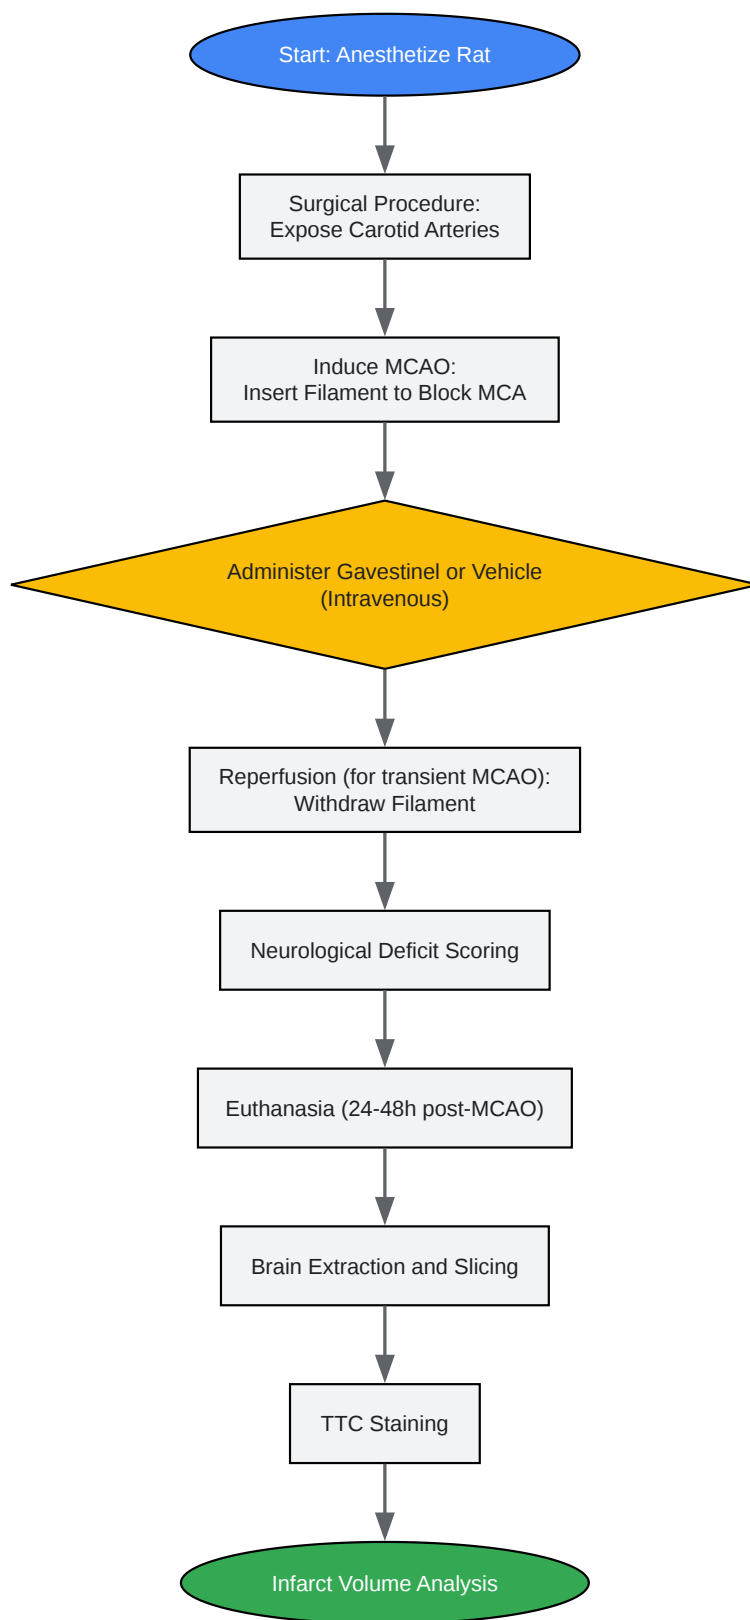 Start: Anesthetize Rat
Surgical Procedure:
Expose Carotid Arteries
Induce MCAO:
Insert Filament to Block MCA
Administer Gavestinel or Vehicle
(Intravenous)
Reperfusion (for transient MCAO):
Withdraw Filament
Neurological Deficit Scoring
Euthanasia (24-48h post-MCAO)
Brain Extraction and Slicing
TTC Staining
Infarct Volume Analysis